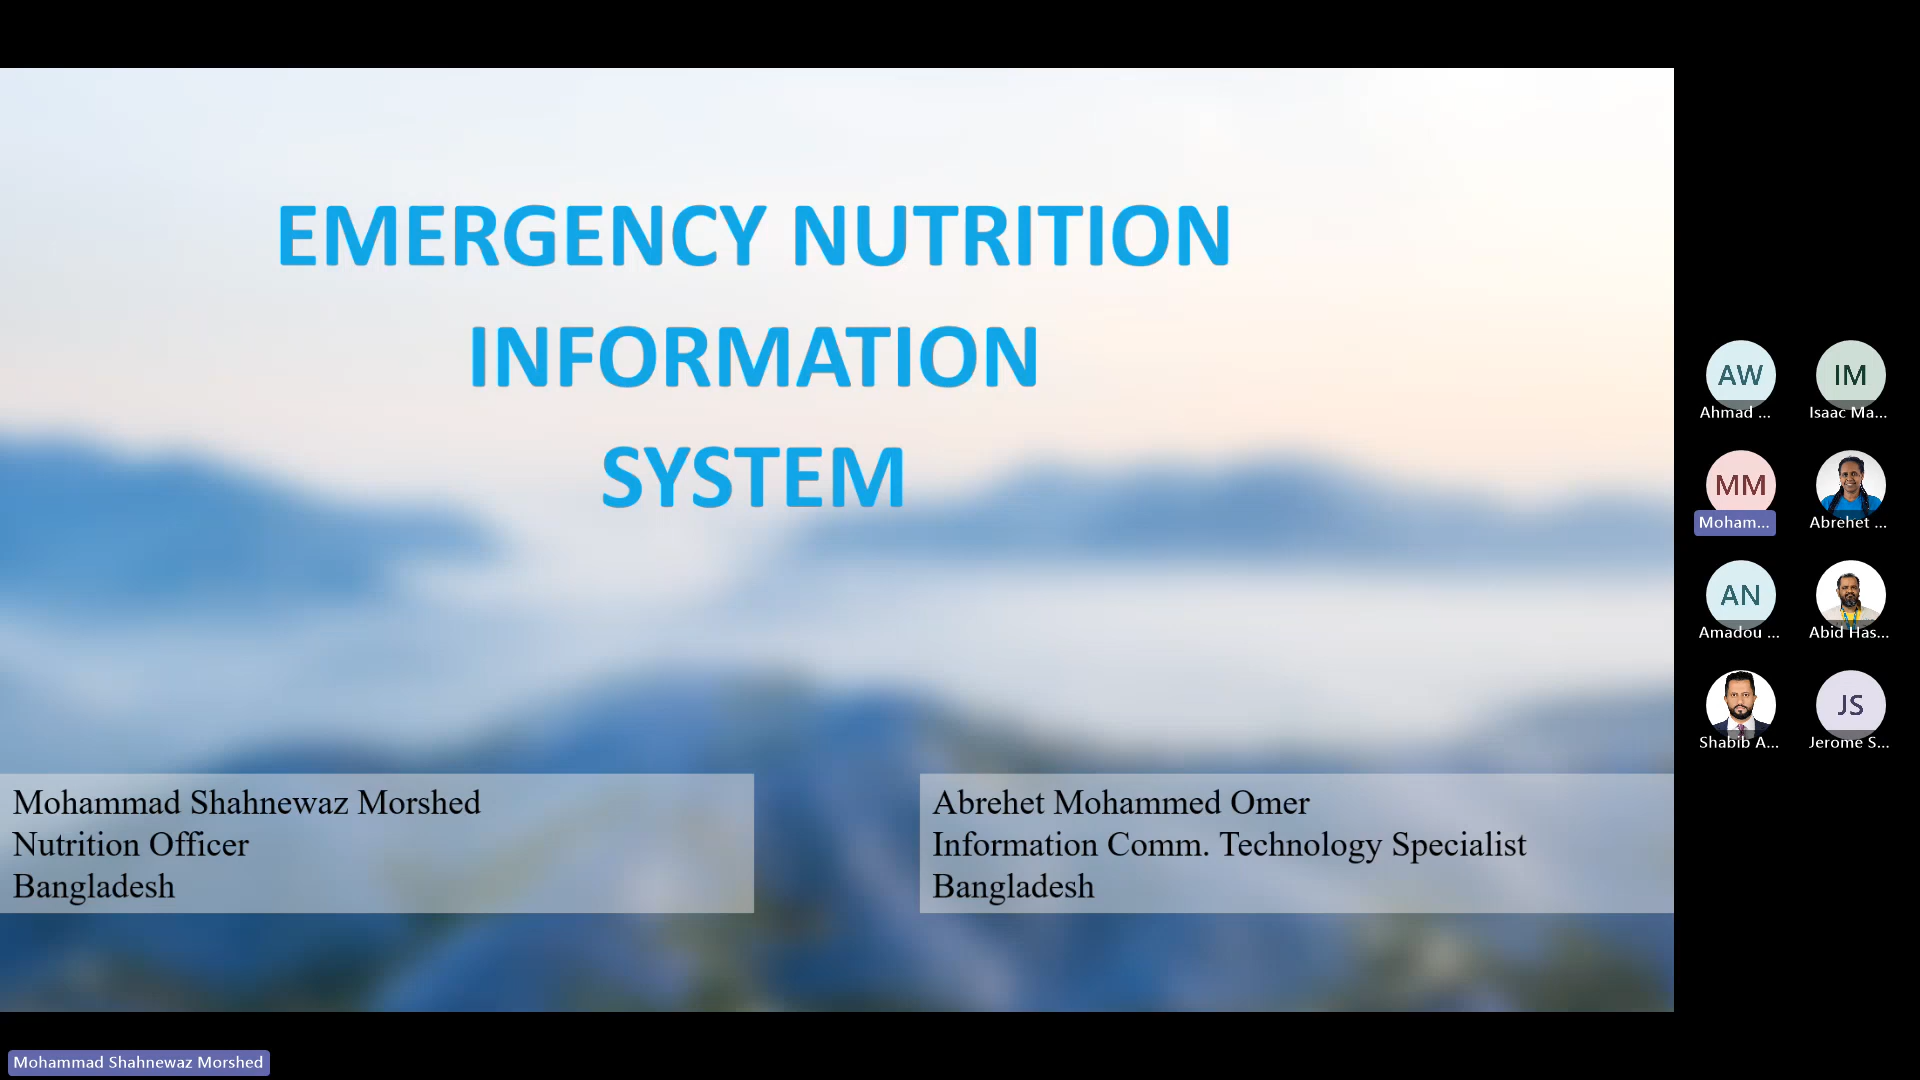 EMERGENCY NUTRITION
INFORMATION
SYSTEM
Mohammad Shahnewaz Morshed
Nutrition Officer
Bangladesh
Abrehet Mohammed Omer
Information Comm. Technology Specialist
Bangladesh
AW
Ahmad ...
IM
Isaac Ma...
MM
Moham...
Abrehet ...
AN
Amadou ...
Abid Has...
Shabib A...
JS
Jerome S...
Mohammad Shahnewaz Morshed